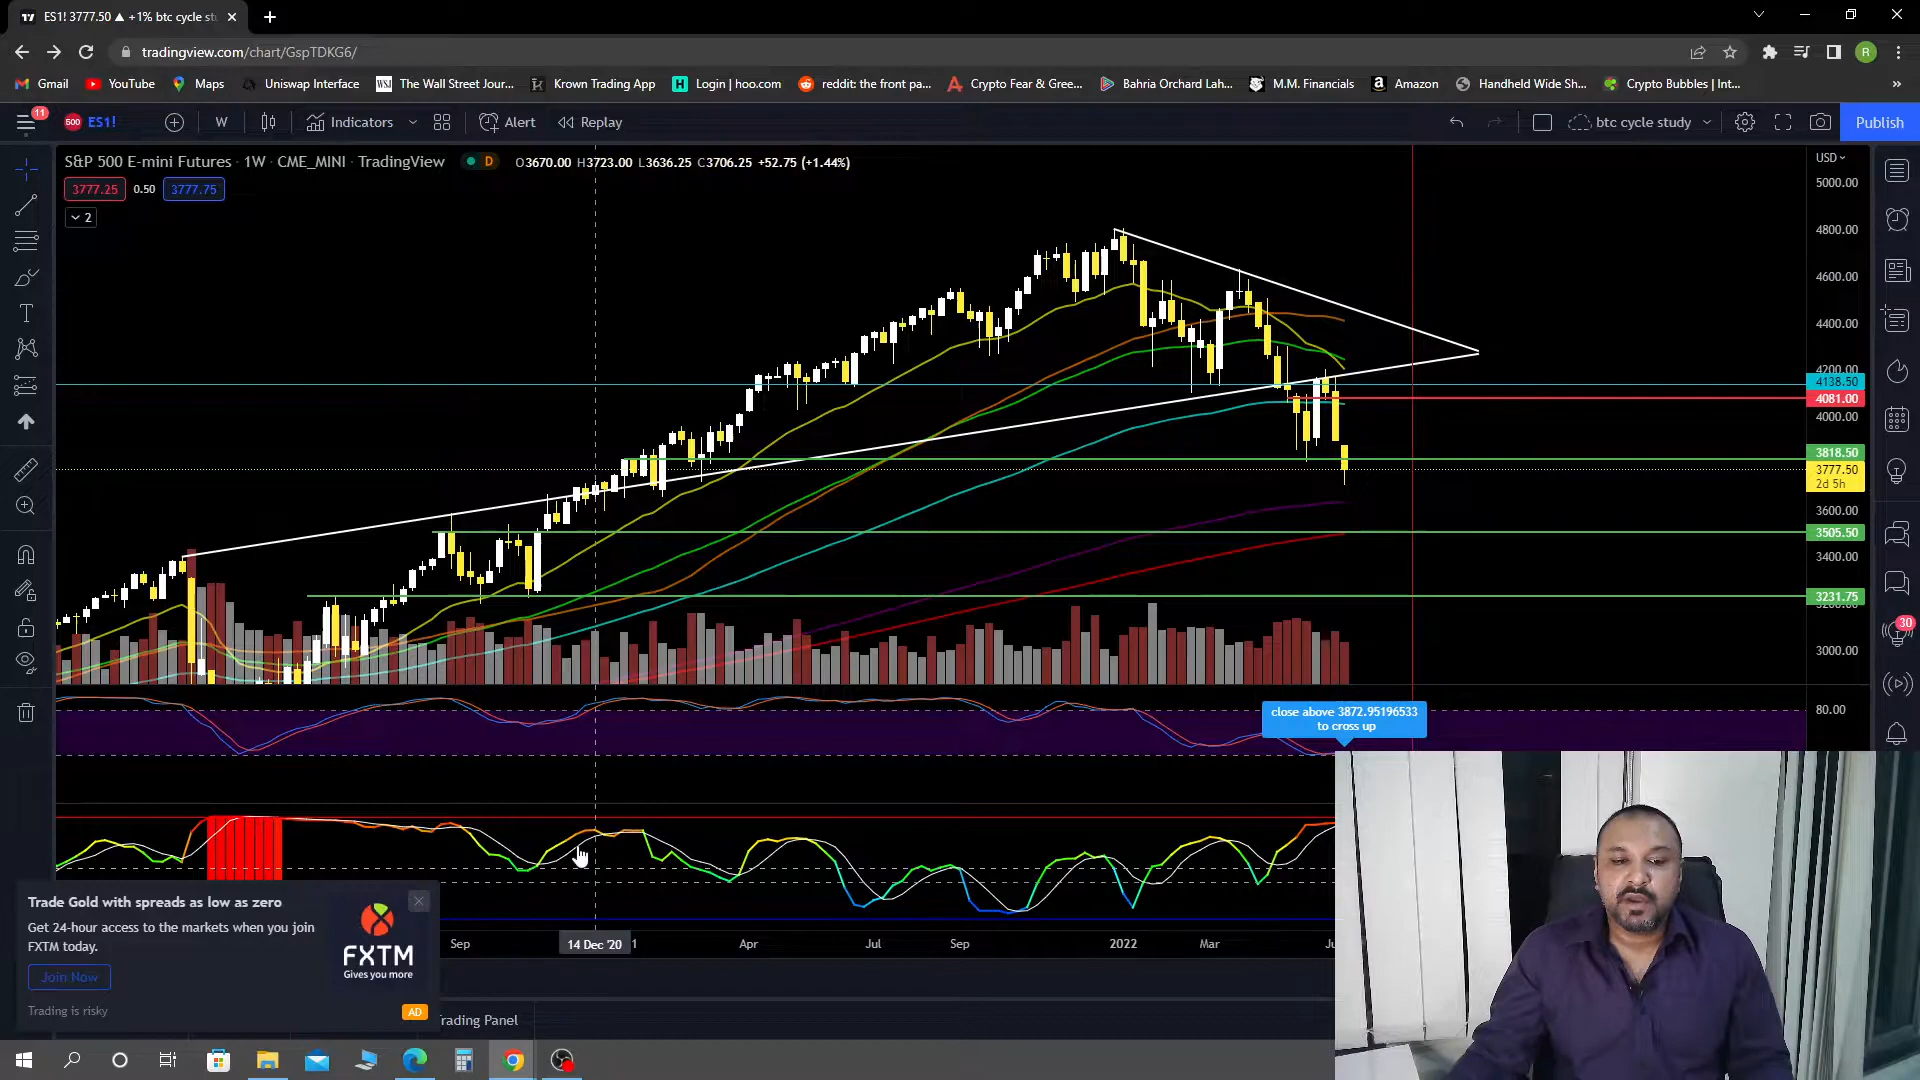 ES1! 3777.50 ▲ +1% btc cycle st
tradingview.com/chart/GspTDKG6/
R
Gmail YouTube Maps Uniswap Interface The Wall Street Jour... Krown Trading App Login | hoo.com reddit: the front pa... Crypto Fear & Gree... Bahria Orchard Lah... M.M. Financials Amazon Handheld Wide Sh... Crypto Bubbles | Int... »
11 500 ES1! W Indicators Alert Replay btc cycle study Publish
S&P 500 E-mini Futures · 1W · CME_MINI · TradingView D O3670.00 H3723.00 L3636.25 C3706.25 +52.75 (+1.44%)
USD
3777.25 0.50 3777.75
2
5000.00
4800.00
4600.00
4400.00
4200.00
4138.50
4081.00
4000.00
3818.50
3777.50
2d 5h
3600.00
3505.50
3400.00
3231.75
30
3000.00
80.00
close above 3872.95196533
to cross up
Trade Gold with spreads as low as zero
Get 24-hour access to the markets when you join
FXTM today.
FXTM
Gives you more
Join Now
Trading is risky
AD
Sep 14 Dec '20 Apr Jul Sep 2022 Mar
Trading Panel